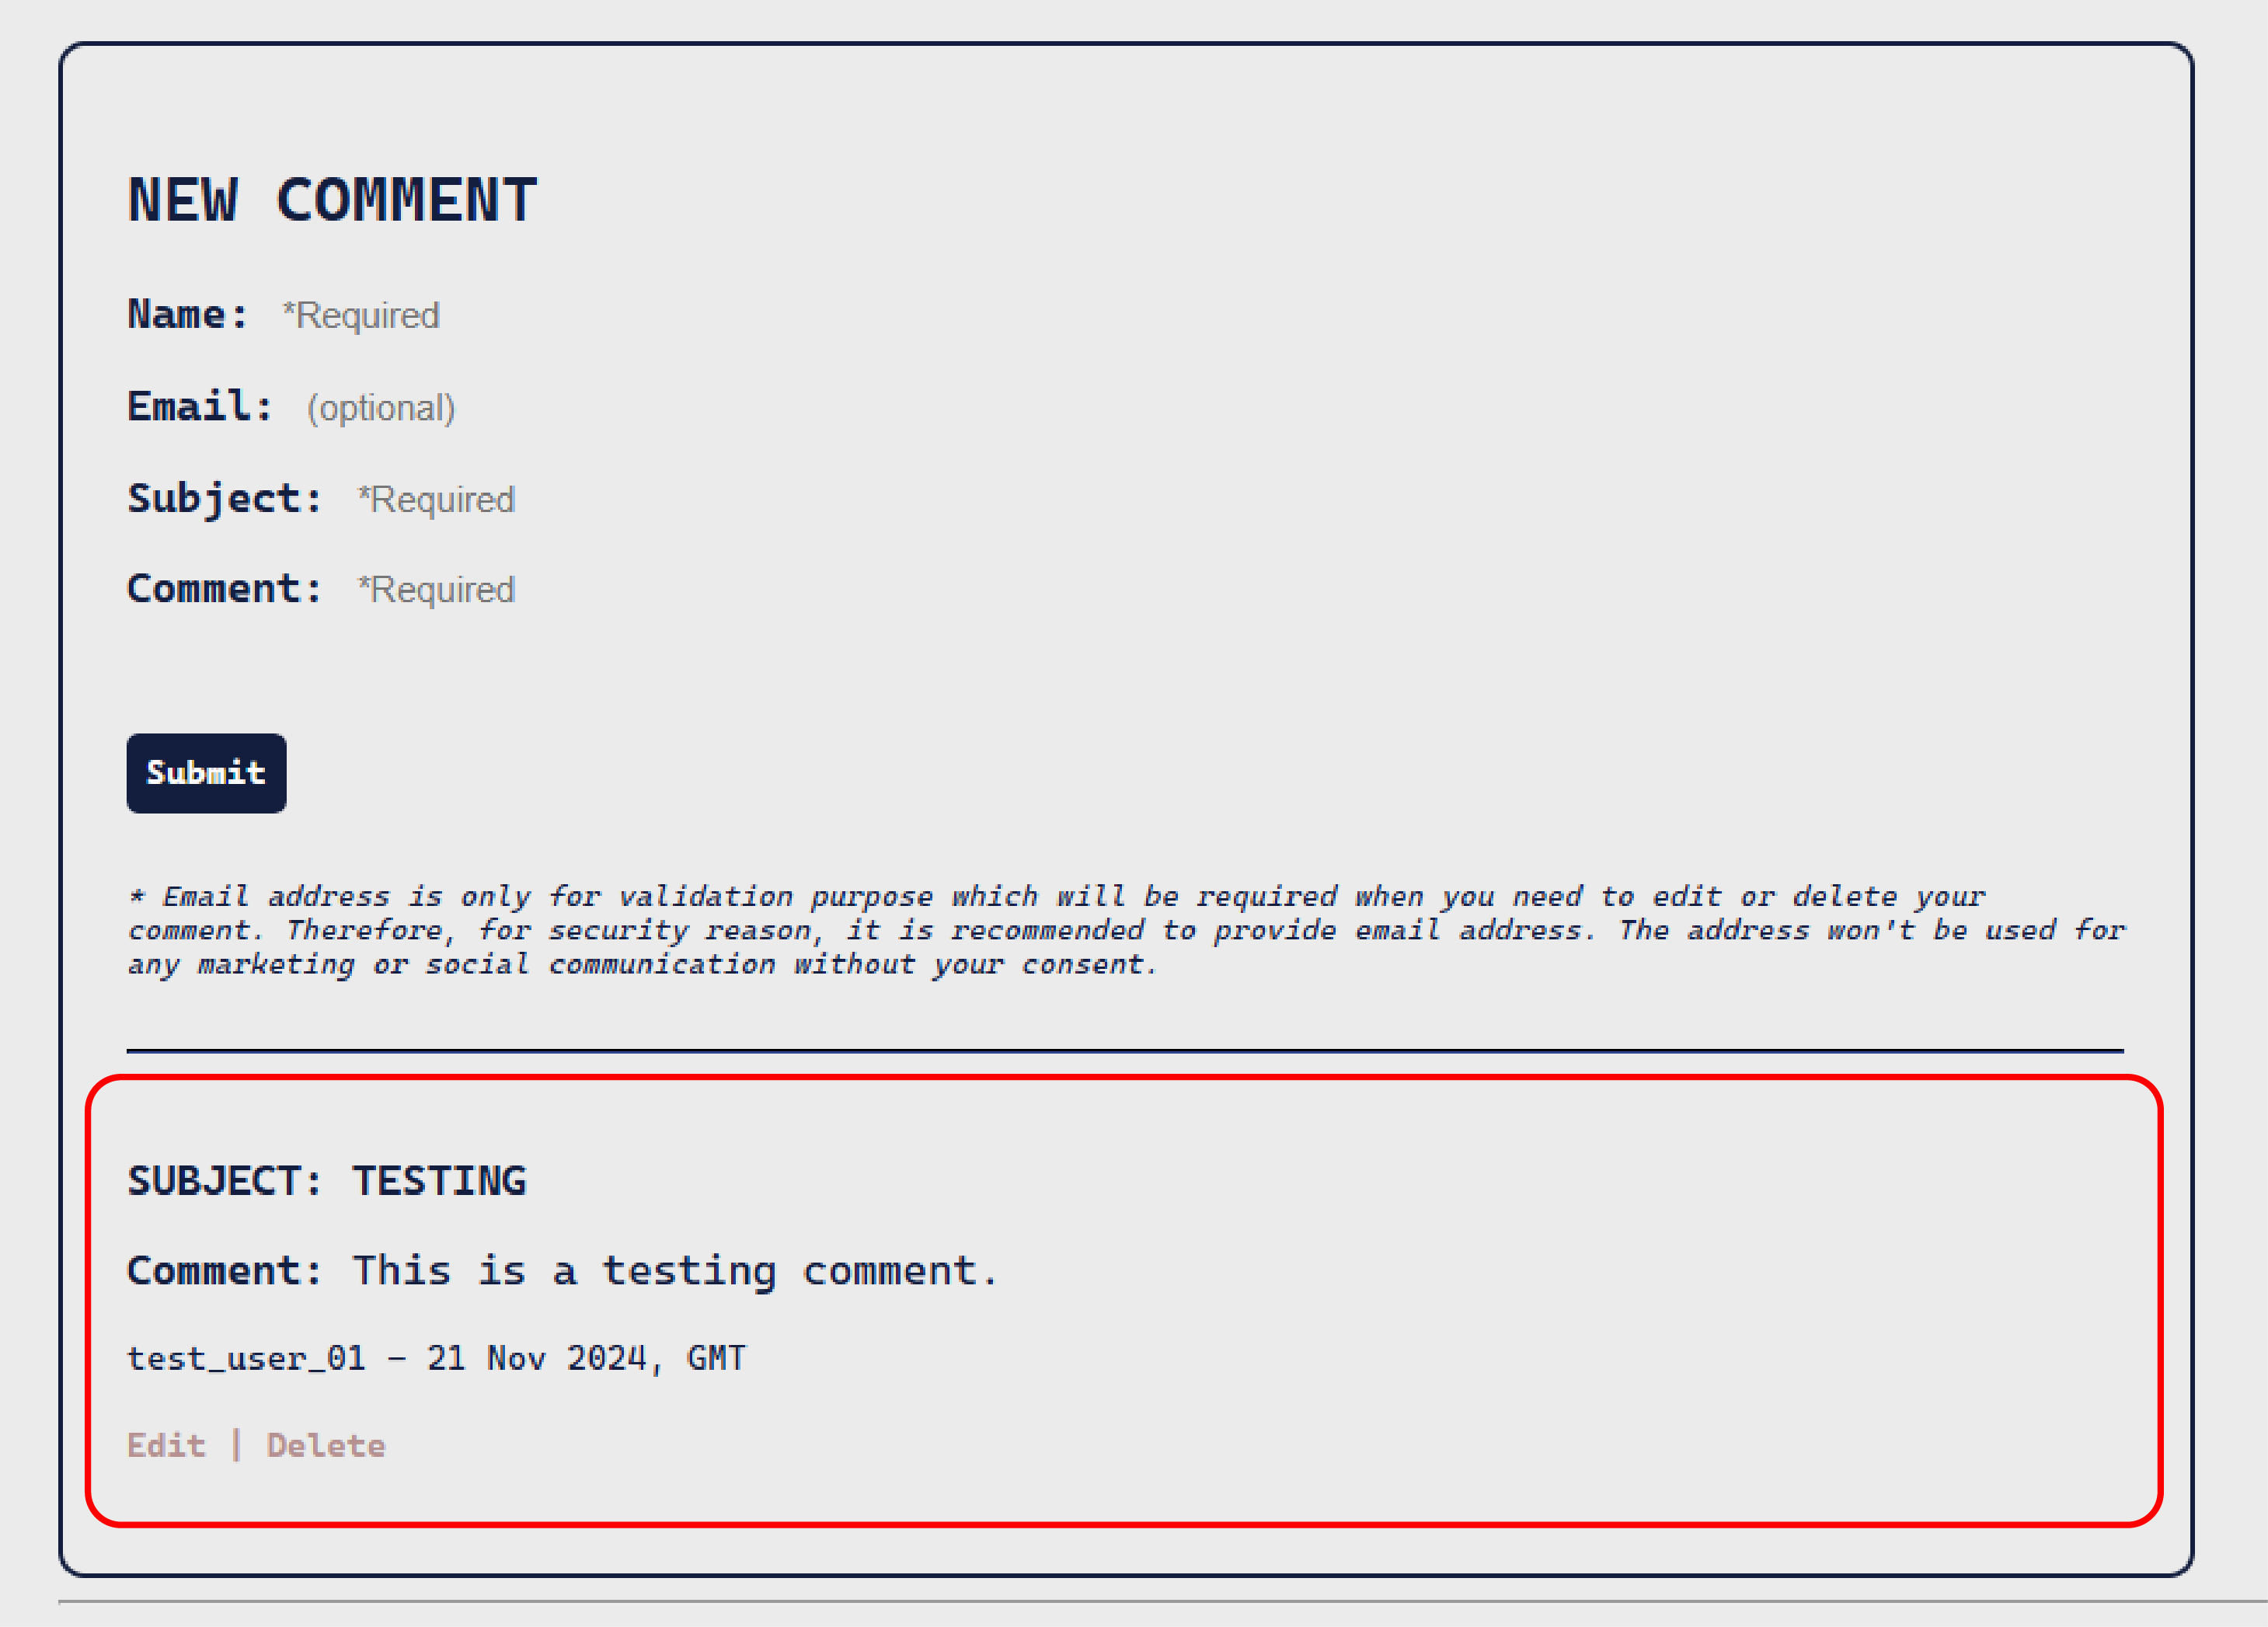 NEW COMMENT
Name: *Required
Email: (optional)
Subject: *Required
Comment: *Required
Submit
* Email address is only for validation purpose which will be required when you need to edit or delete your
comment. Therefore, for security reason, it is recommended to provide email address. The address won't be used for
any marketing or social communication without your consent.
SUBJECT: TESTING
Comment: This is a testing comment.
test_user_01 – 21 Nov 2024, GMT
Edit | Delete